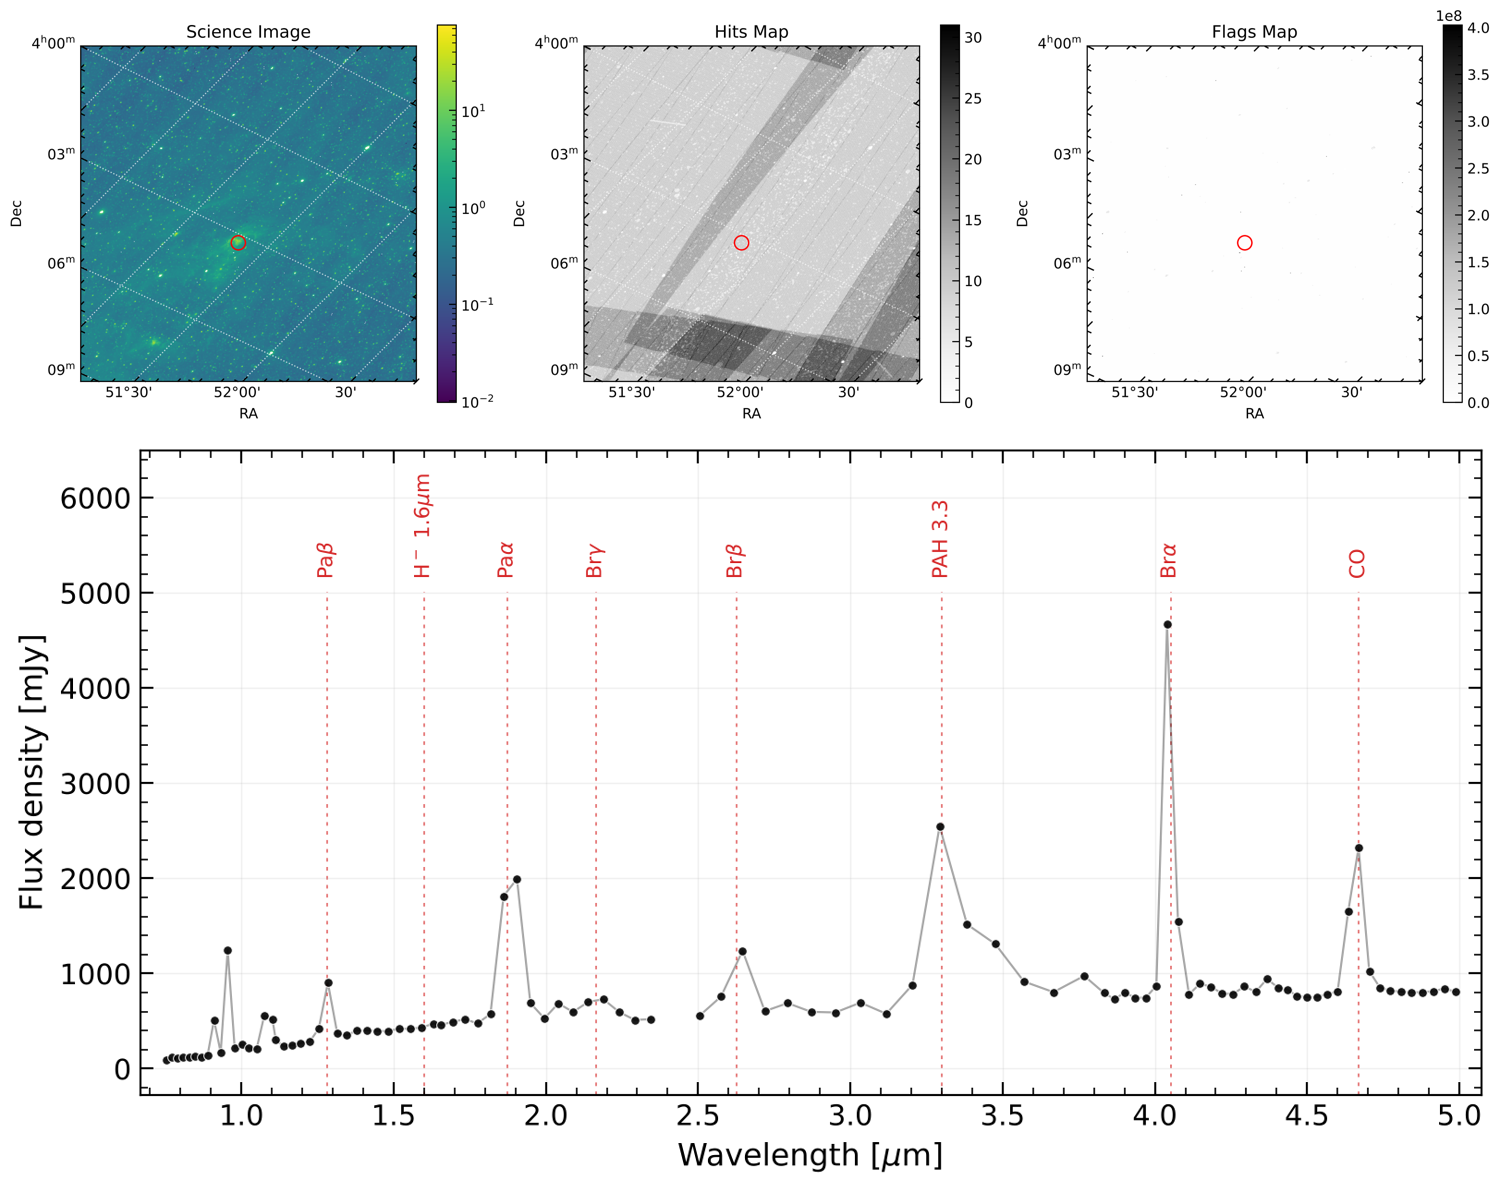 Science Image
Hits Map
Flags Map
1e8
4ʰ00ᵐ
03ᵐ
06ᵐ
09ᵐ
Dec
51°30'
52°00'
30'
RA
10¹
10⁰
10⁻¹
10⁻²
4ʰ00ᵐ
03ᵐ
06ᵐ
09ᵐ
Dec
51°30'
52°00'
30'
RA
30
25
20
15
10
5
0
4ʰ00ᵐ
03ᵐ
06ᵐ
09ᵐ
Dec
51°30'
52°00'
30'
RA
4.0
3.5
3.0
2.5
2.0
1.5
1.0
0.5
0.0
Flux density [mJy]
6000
5000
4000
3000
2000
1000
0
Paβ
H⁻ 1.6μm
Paα
Brγ
Brβ
PAH 3.3
Brα
CO
1.0
1.5
2.0
2.5
3.0
3.5
4.0
4.5
5.0
Wavelength [μm]